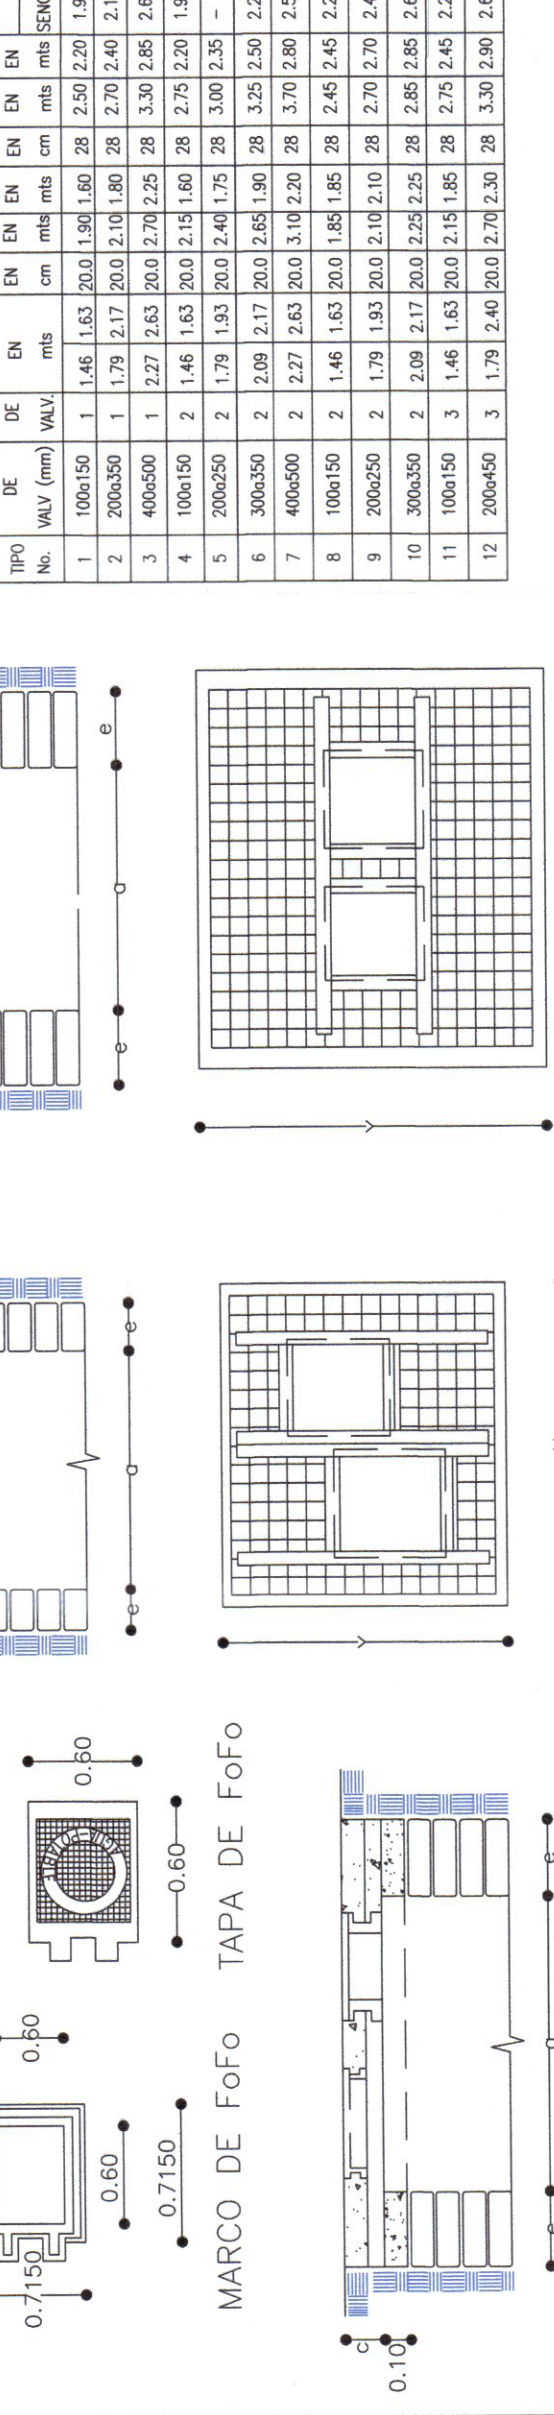 TIPO DE DE EN EN EN EN EN EN EN
No. VALV (mm) VALV. mts cm mts mts cm mts mts
1 100a150 1 1.46 1.63 20.0 1.90 1.60 28 2.50 2.20
2 200a350 1 1.79 2.17 20.0 2.10 1.80 28 2.70 2.40
3 400a500 1 2.27 2.63 20.0 2.70 2.25 28 3.30 2.85
4 100a150 2 1.46 1.63 20.0 2.15 1.60 28 2.75 2.20
5 200a250 2 1.79 1.93 20.0 2.40 1.75 28 3.00 2.35 -
6 300a350 2 2.09 2.17 20.0 2.65 1.90 28 3.25 2.50
7 400a500 2 2.27 2.63 20.0 3.10 2.20 28 3.70 2.80
8 100a150 2 1.46 1.63 20.0 1.85 1.85 28 2.45 2.45
9 200a250 2 1.79 1.93 20.0 2.10 2.10 28 2.70 2.70
10 300a350 2 2.09 2.17 20.0 2.25 2.25 28 2.85 2.85
11 100a150 3 1.46 1.63 20.0 2.15 1.85 28 2.75 2.45
12 200a450 3 1.79 2.40 20.0 2.70 2.30 28 3.30 2.90
e a e
e a e
0.7150
0.60
0.60
0.7150
MARCO DE FoFo
AGUA-POTABLE
0.60
0.60
TAPA DE FoFo
c
0.10
e a e